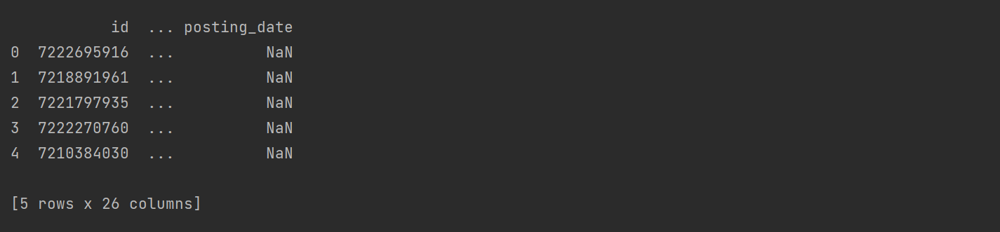 id ... posting_date
0 7222695916 ... NaN
1 7218891961 ... NaN
2 7221797935 ... NaN
3 7222270760 ... NaN
4 7210384030 ... NaN
[5 rows x 26 columns]